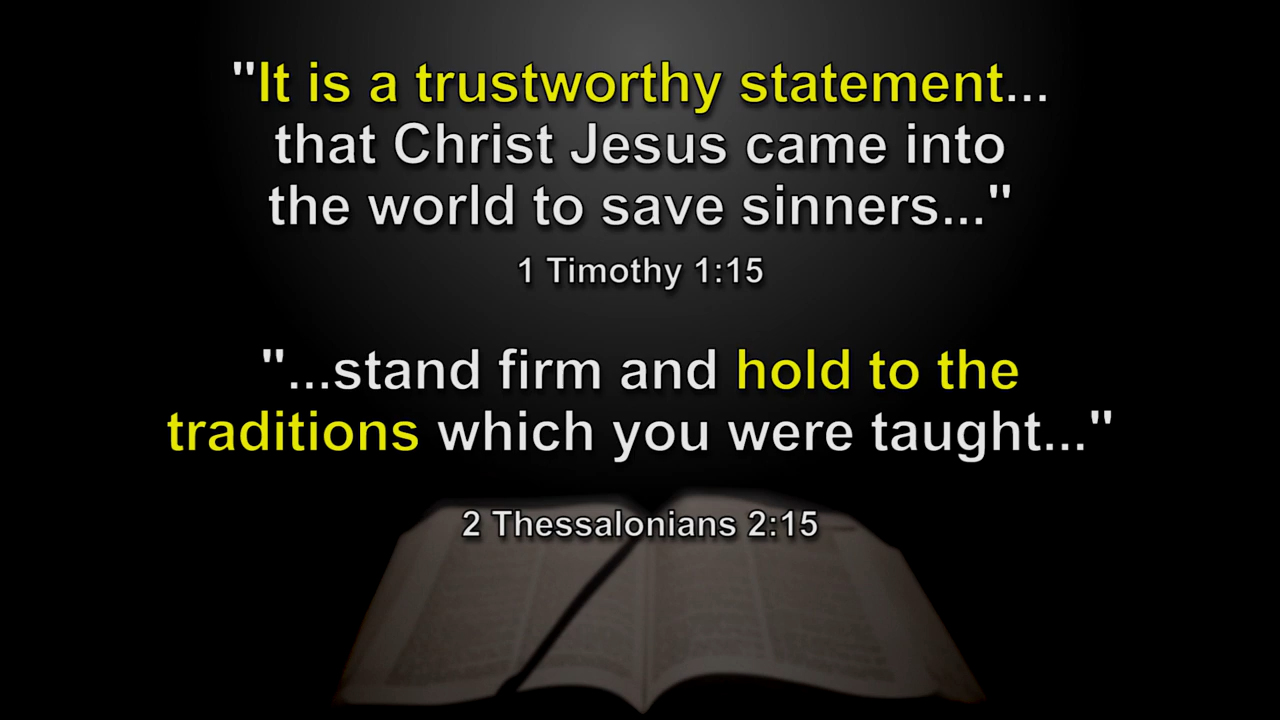 "It is a trustworthy statement...
that Christ Jesus came into
the world to save sinners..."
1 Timothy 1:15
"...stand firm and hold to the
traditions which you were taught..."
2 Thessalonians 2:15